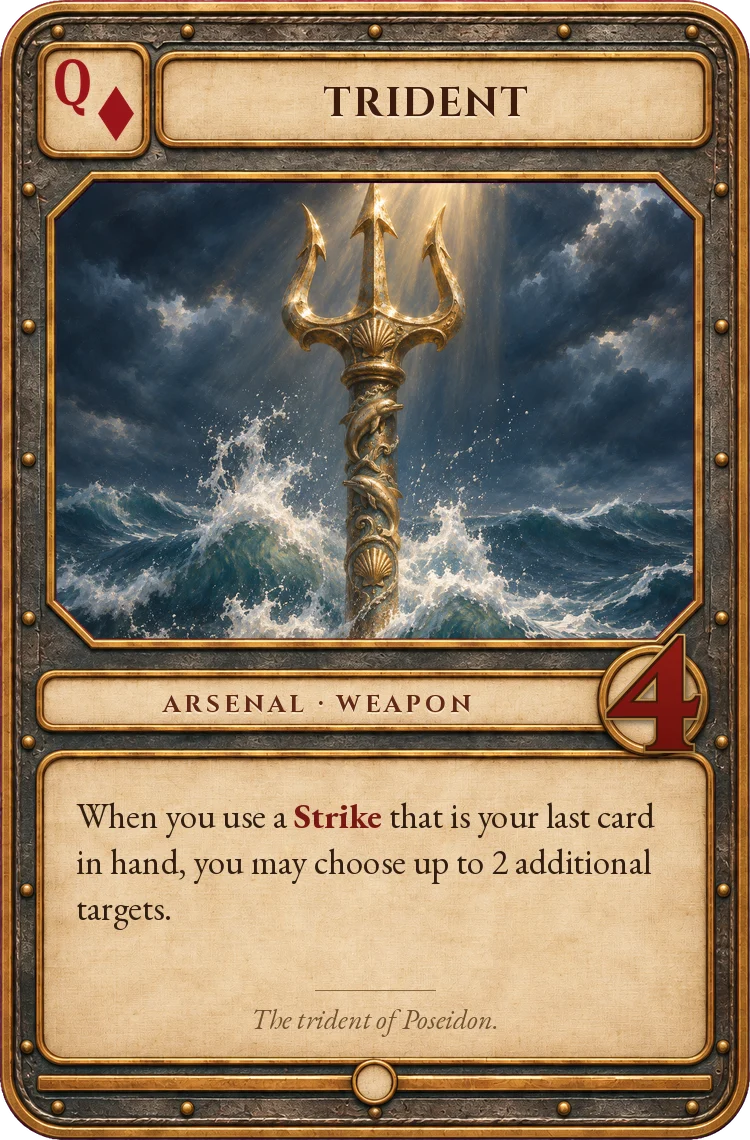 Q
TRIDENT
ARSENAL · WEAPON
4
When you use a Strike that is your last card
in hand, you may choose up to 2 additional
targets.
The trident of Poseidon.